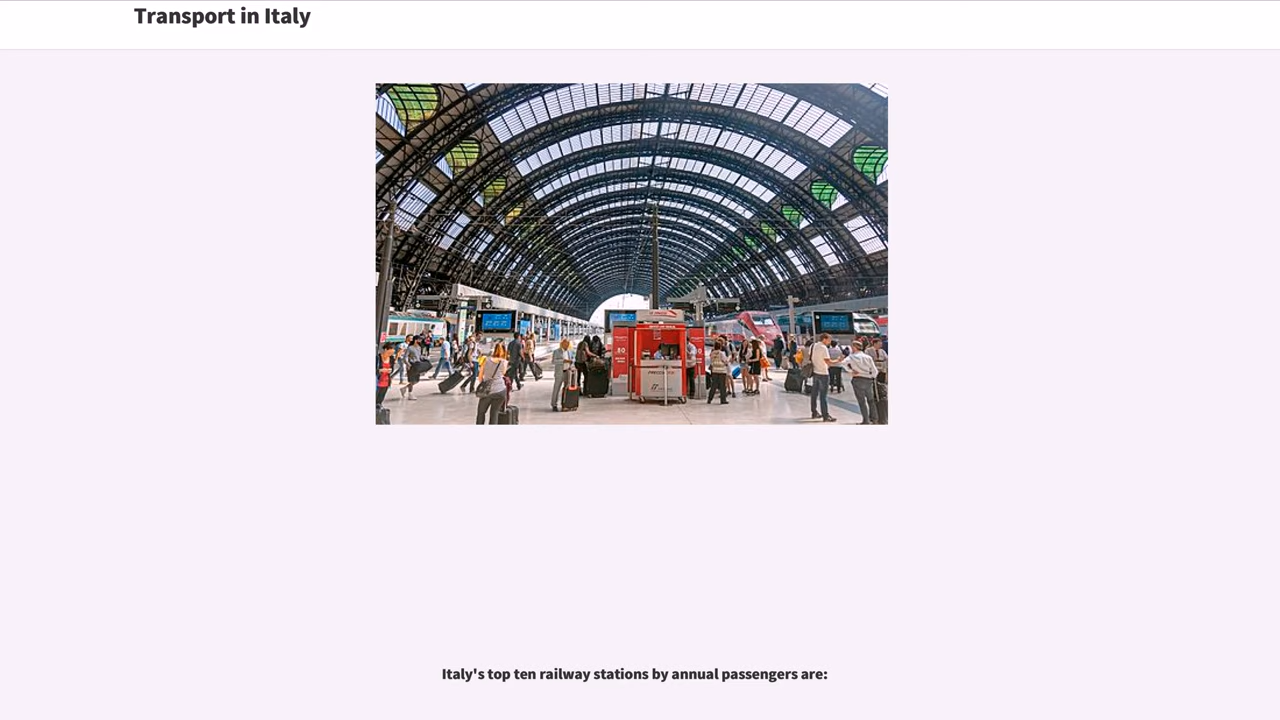 Transport in Italy
Italy's top ten railway stations by annual passengers are: